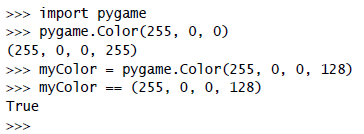 >>> import pygame
>>> pygame.Color(255, 0, 0)
(255, 0, 0, 255)
>>> myColor = pygame.Color(255, 0, 0, 128)
>>> myColor == (255, 0, 0, 128)
True
>>>